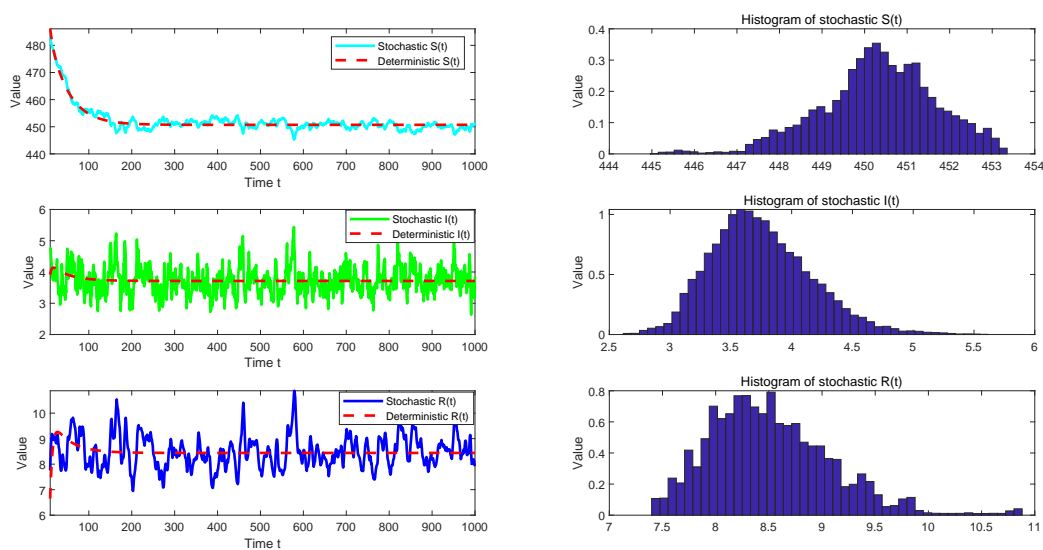 Stochastic S(t)
Deterministic S(t)
Value
480
470
460
450
440
100 200 300 400 500 600 700 800 900 1000
Time t
Histogram of stochastic S(t)
Value
0.4
0.3
0.2
0.1
0
444 445 446 447 448 449 450 451 452 453 454
Stochastic I(t)
Deterministic I(t)
Value
6
5
4
3
2
100 200 300 400 500 600 700 800 900 1000
Time t
Histogram of stochastic I(t)
Value
1
0.5
0
2.5 3 3.5 4 4.5 5 5.5 6
Stochastic R(t)
Deterministic R(t)
Value
10
9
8
7
6
100 200 300 400 500 600 700 800 900 1000
Time t
Histogram of stochastic R(t)
Value
0.8
0.6
0.4
0.2
0
7 7.5 8 8.5 9 9.5 10 10.5 11